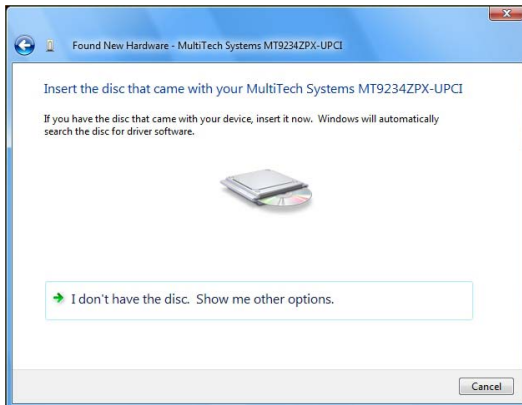 Found New Hardware - MultiTech Systems MT9234ZPX-UPCI
Insert the disc that came with your MultiTech Systems MT9234ZPX-UPCI
If you have the disc that came with your device, insert it now. Windows will automatically
search the disc for driver software.
I don't have the disc. Show me other options.
Cancel